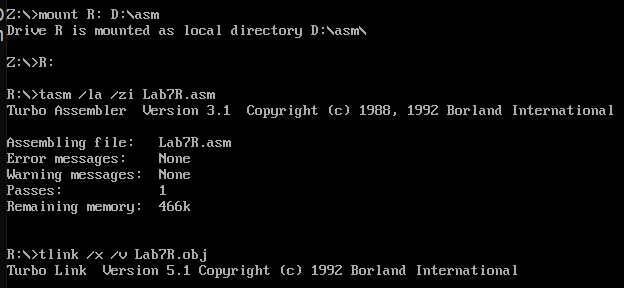 Z:\>mount R: D:\asm
Drive R is mounted as local directory D:\asm\
Z:\>R:
R:\>tasm /la /zi Lab7R.asm
Turbo Assembler  Version 3.1  Copyright (c) 1988, 1992 Borland International
Assembling file:   Lab7R.asm
Error messages:    None
Warning messages:  None
Passes:            1
Remaining memory:  466k
R:\>tlink /x /v Lab7R.obj
Turbo Link  Version 5.1 Copyright (c) 1992 Borland International